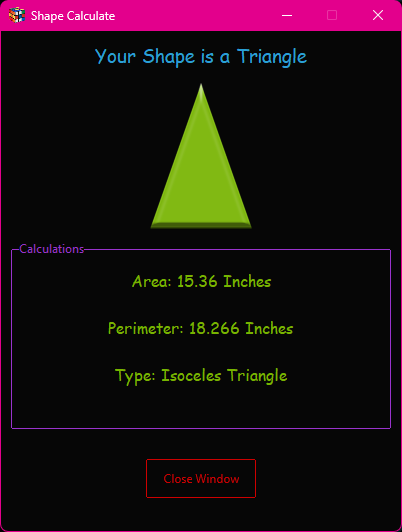 Shape Calculate
Your Shape is a Triangle
Calculations
Area: 15.36 Inches
Perimeter: 18.266 Inches
Type: Isoceles Triangle
Close Window